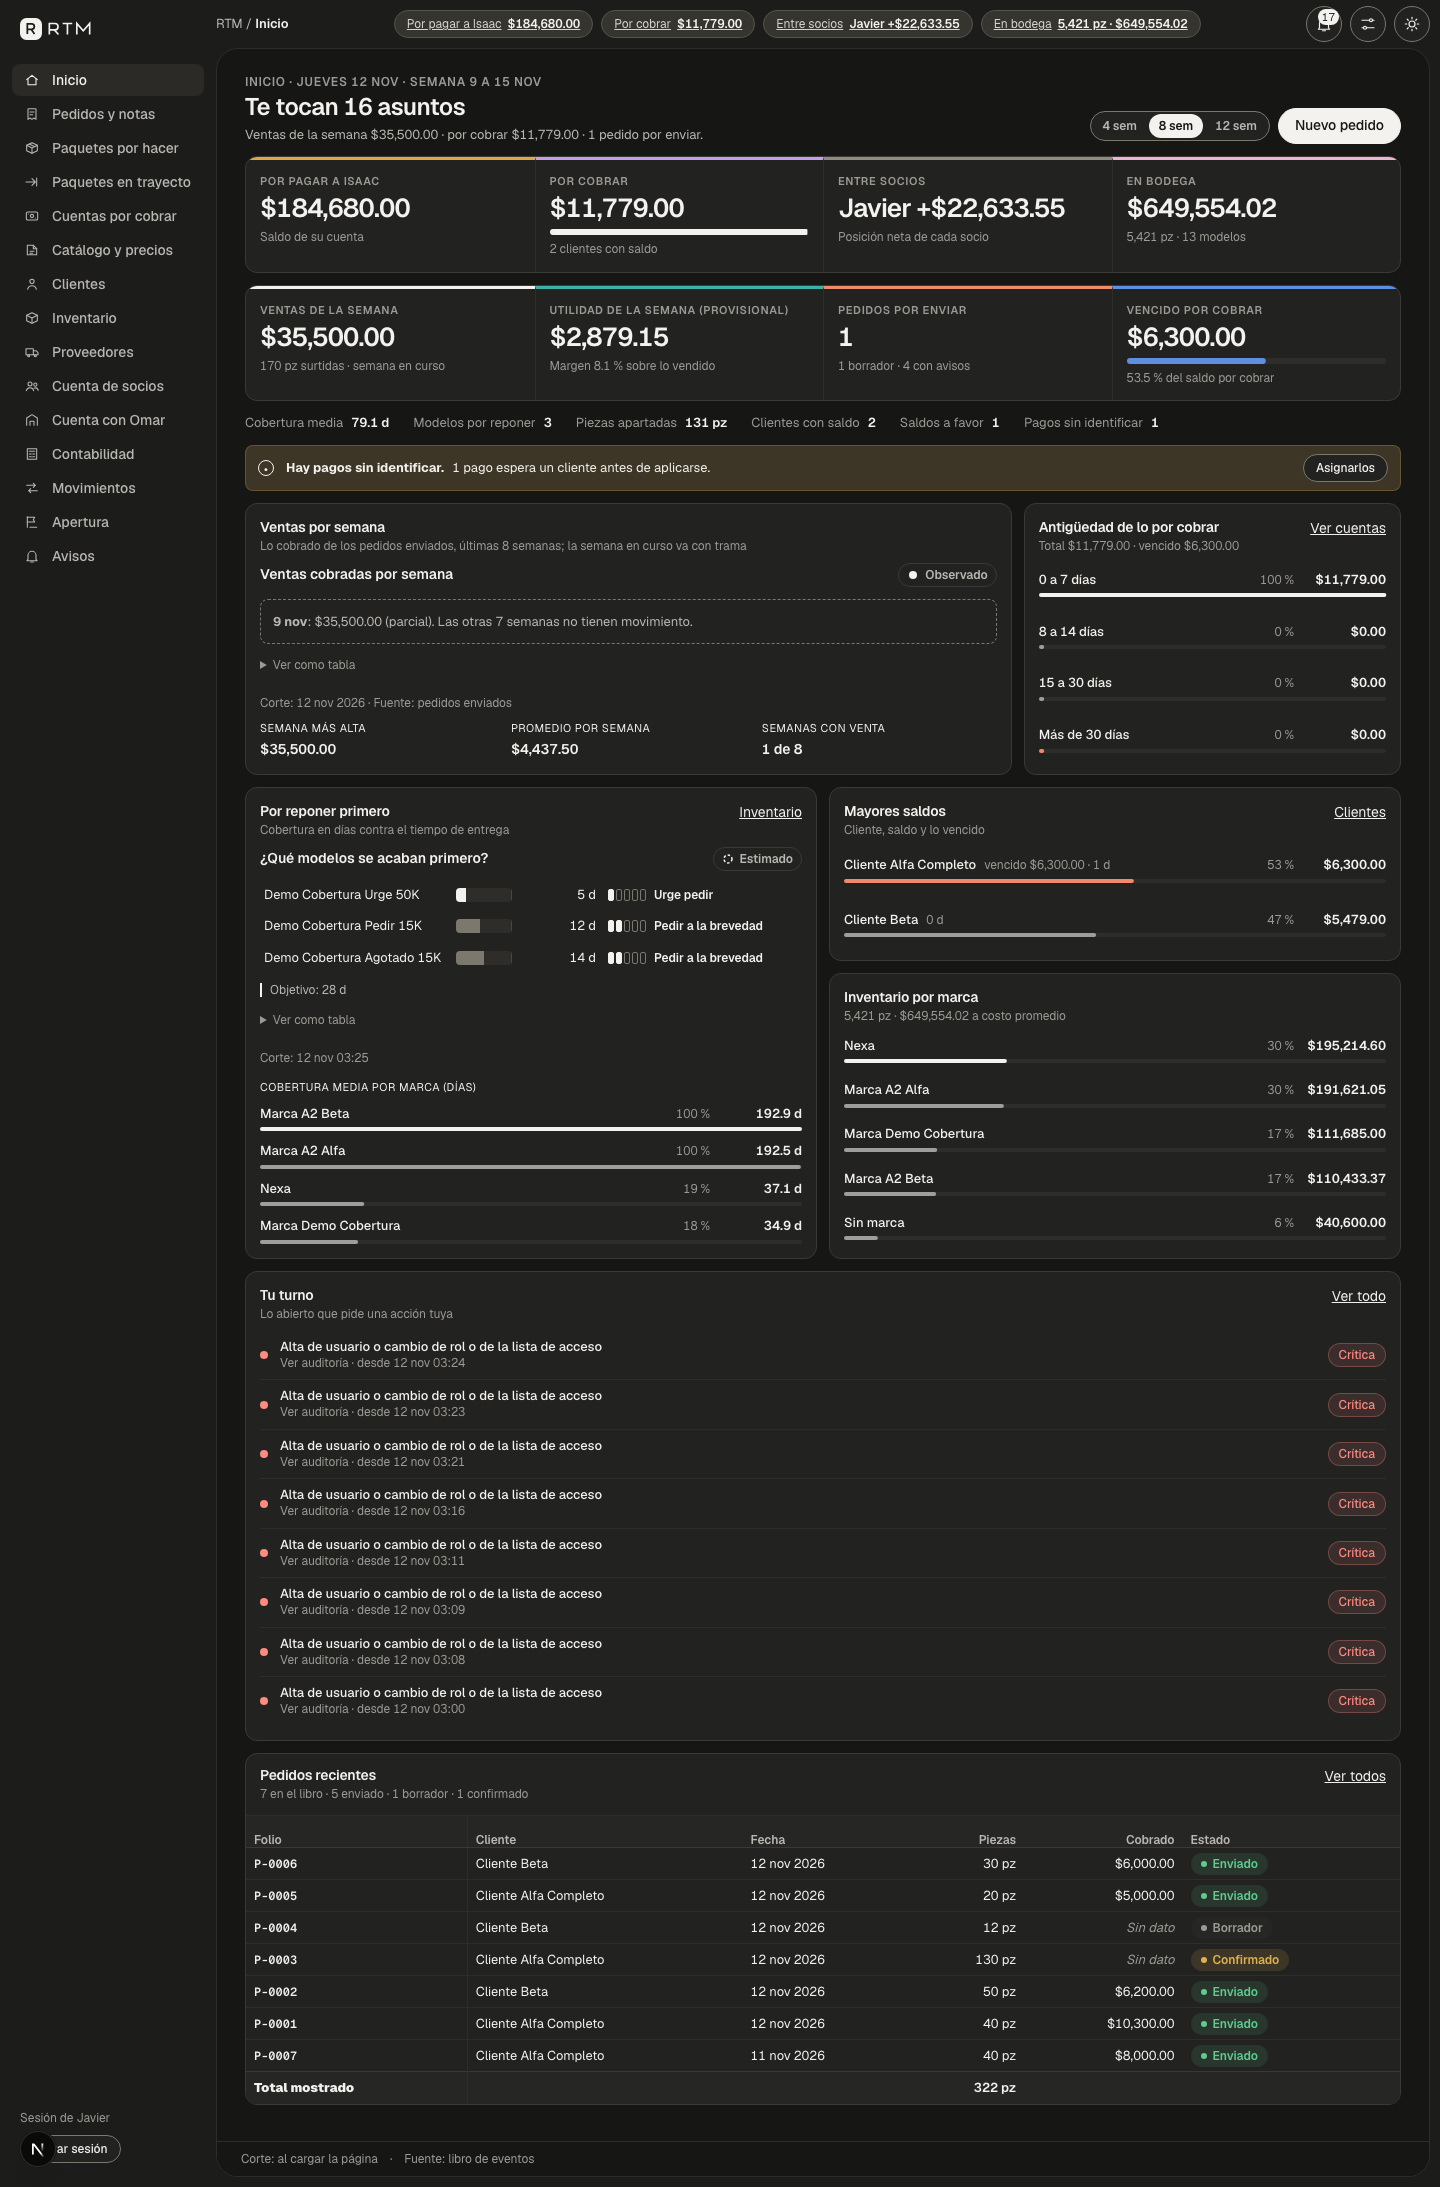 R RTM
RTM / Inicio
Por pagar a Isaac $184,680.00
Por cobrar $11,779.00
Entre socios Javier +$22,633.55
En bodega 5,421 pz · $649,554.02
17
Inicio
Pedidos y notas
Paquetes por hacer
Paquetes en trayecto
Cuentas por cobrar
Catálogo y precios
Clientes
Inventario
Proveedores
Cuenta de socios
Cuenta con Omar
Contabilidad
Movimientos
Apertura
Avisos
INICIO · JUEVES 12 NOV · SEMANA 9 A 15 NOV
Te tocan 16 asuntos
Ventas de la semana $35,500.00 · por cobrar $11,779.00 · 1 pedido por enviar.
4 sem 8 sem 12 sem
Nuevo pedido
POR PAGAR A ISAAC
$184,680.00
Saldo de su cuenta
POR COBRAR
$11,779.00
2 clientes con saldo
ENTRE SOCIOS
Javier +$22,633.55
Posición neta de cada socio
EN BODEGA
$649,554.02
5,421 pz · 13 modelos
VENTAS DE LA SEMANA
$35,500.00
170 pz surtidas · semana en curso
UTILIDAD DE LA SEMANA (PROVISIONAL)
$2,879.15
Margen 8.1 % sobre lo vendido
PEDIDOS POR ENVIAR
1
1 borrador · 4 con avisos
VENCIDO POR COBRAR
$6,300.00
53.5 % del saldo por cobrar
Cobertura media 79.1 d Modelos por reponer 3 Piezas apartadas 131 pz Clientes con saldo 2 Saldos a favor 1 Pagos sin identificar 1
Hay pagos sin identificar. 1 pago espera un cliente antes de aplicarse.
Asignarlos
Ventas por semana
Lo cobrado de los pedidos enviados, últimas 8 semanas; la semana en curso va con trama
Ventas cobradas por semana
Observado
9 nov: $35,500.00 (parcial). Las otras 7 semanas no tienen movimiento.
Ver como tabla
Corte: 12 nov 2026 · Fuente: pedidos enviados
SEMANA MÁS ALTA
$35,500.00
PROMEDIO POR SEMANA
$4,437.50
SEMANAS CON VENTA
1 de 8
Antigüedad de lo por cobrar
Ver cuentas
Total $11,779.00 · vencido $6,300.00
0 a 7 días 100 % $11,779.00
8 a 14 días 0 % $0.00
15 a 30 días 0 % $0.00
Más de 30 días 0 % $0.00
Por reponer primero
Inventario
Cobertura en días contra el tiempo de entrega
¿Qué modelos se acaban primero?
Estimado
Demo Cobertura Urge 50K 5 d Urge pedir
Demo Cobertura Pedir 15K 12 d Pedir a la brevedad
Demo Cobertura Agotado 15K 14 d Pedir a la brevedad
Objetivo: 28 d
Ver como tabla
Corte: 12 nov 03:25
COBERTURA MEDIA POR MARCA (DÍAS)
Marca A2 Beta 100 % 192.9 d
Marca A2 Alfa 100 % 192.5 d
Nexa 19 % 37.1 d
Marca Demo Cobertura 18 % 34.9 d
Mayores saldos
Clientes
Cliente, saldo y lo vencido
Cliente Alfa Completo vencido $6,300.00 · 1 d 53 % $6,300.00
Cliente Beta 0 d 47 % $5,479.00
Inventario por marca
5,421 pz · $649,554.02 a costo promedio
Nexa 30 % $195,214.60
Marca A2 Alfa 30 % $191,621.05
Marca Demo Cobertura 17 % $111,685.00
Marca A2 Beta 17 % $110,433.37
Sin marca 6 % $40,600.00
Tu turno
Ver todo
Lo abierto que pide una acción tuya
Alta de usuario o cambio de rol o de la lista de acceso
Ver auditoría · desde 12 nov 03:24
Crítica
Alta de usuario o cambio de rol o de la lista de acceso
Ver auditoría · desde 12 nov 03:23
Crítica
Alta de usuario o cambio de rol o de la lista de acceso
Ver auditoría · desde 12 nov 03:21
Crítica
Alta de usuario o cambio de rol o de la lista de acceso
Ver auditoría · desde 12 nov 03:16
Crítica
Alta de usuario o cambio de rol o de la lista de acceso
Ver auditoría · desde 12 nov 03:11
Crítica
Alta de usuario o cambio de rol o de la lista de acceso
Ver auditoría · desde 12 nov 03:09
Crítica
Alta de usuario o cambio de rol o de la lista de acceso
Ver auditoría · desde 12 nov 03:08
Crítica
Alta de usuario o cambio de rol o de la lista de acceso
Ver auditoría · desde 12 nov 03:00
Crítica
Pedidos recientes
Ver todos
7 en el libro · 5 enviado · 1 borrador · 1 confirmado
Folio Cliente Fecha Piezas Cobrado Estado
P-0006 Cliente Beta 12 nov 2026 30 pz $6,000.00 Enviado
P-0005 Cliente Alfa Completo 12 nov 2026 20 pz $5,000.00 Enviado
P-0004 Cliente Beta 12 nov 2026 12 pz Sin dato Borrador
P-0003 Cliente Alfa Completo 12 nov 2026 130 pz Sin dato Confirmado
P-0002 Cliente Beta 12 nov 2026 50 pz $6,200.00 Enviado
P-0001 Cliente Alfa Completo 12 nov 2026 40 pz $10,300.00 Enviado
P-0007 Cliente Alfa Completo 11 nov 2026 40 pz $8,000.00 Enviado
Total mostrado 322 pz
Sesión de Javier
N ar sesión
Corte: al cargar la página · Fuente: libro de eventos